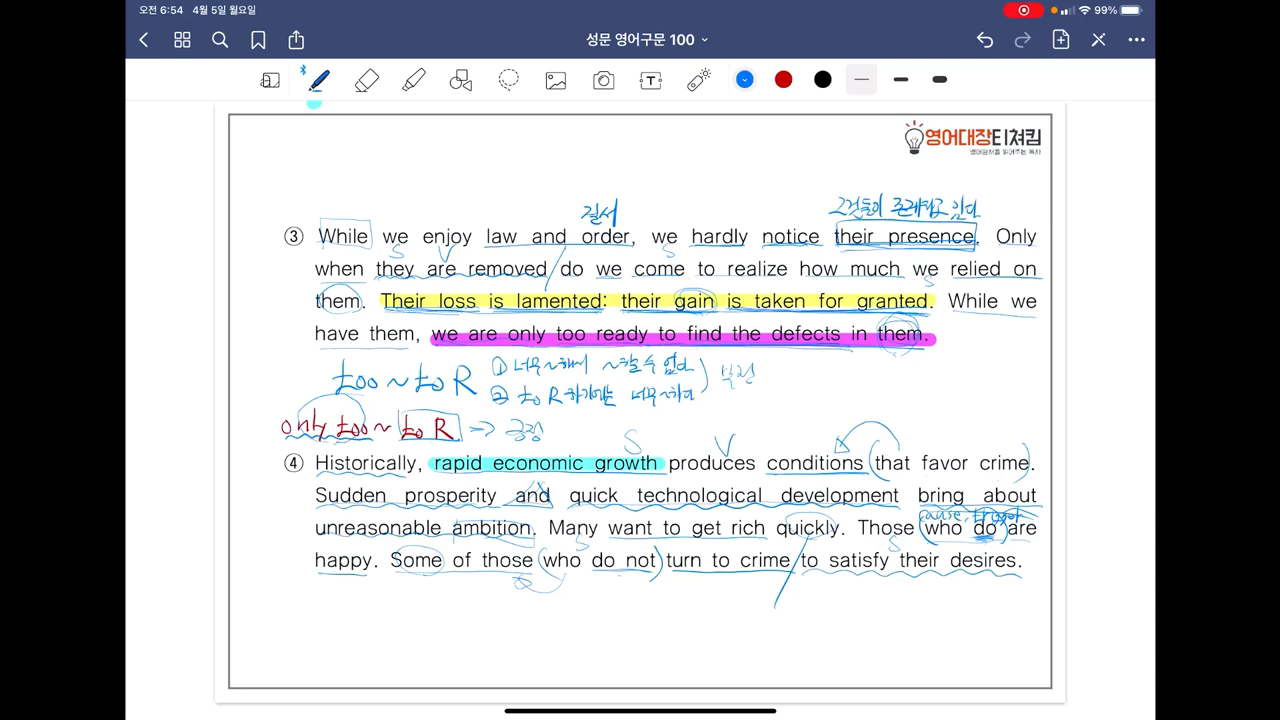 오전 6:54 4월 5일 월요일
99%
성문 영어구문 100
영어대장티쳐킴
질서
그것들이 존재하고 있다
③ While we enjoy law and order, we hardly notice their presence. Only
S V S
when they are removed do we come to realize how much we relied on
S
them. Their loss is lamented: their gain is taken for granted. While we
have them, we are only too ready to find the defects in them.
too ~ to R ① 너무 ~해서 ~할 수 없다
② to R 하기에는 너무 ~하다
only too ~ to R => 긍정
S V
④ Historically, rapid economic growth produces conditions (that favor crime).
Sudden prosperity and quick technological development bring about
cause,
unreasonable ambition. Many want to get rich quickly. Those (who do are
S S
happy. Some of those (who do not) turn to crime to satisfy their desires.